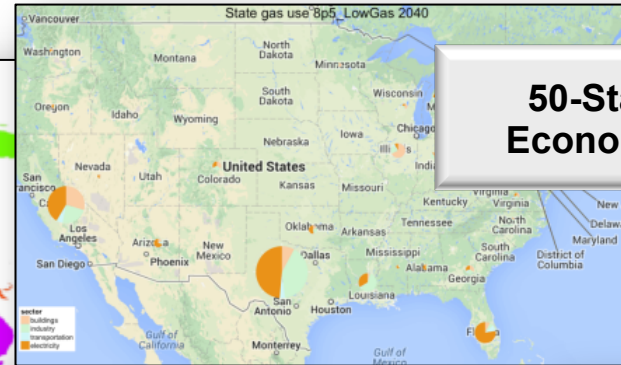 State gas use 8p5_LowGas 2040
Vancouver
Washington
Montana
North
Dakota
Minnesota
Oregon
Idaho
Wyoming
South
Dakota
Wisconsin
50-Sta
Econo
Chicago
Iowa
Nebraska
Nevada
Utah
Colorado
United States
Kansas
Missouri
Kentucky
Virginia
Virginia
New
Delaw
Maryland
District of
Columbia
San
Los
Angeles
San Diego
Arizona
Phoenix
New
Mexico
Oklahoma
Arkansas
Tennessee
North
Carolina
South
Carolina
Dallas
Mississippi
Alabama
Georgia
San
Antonio
Houston
Louisiana
Monterrey
Gulf of
California
Gulf of
Mexico
sector
buildings
industry
transportation
electricity